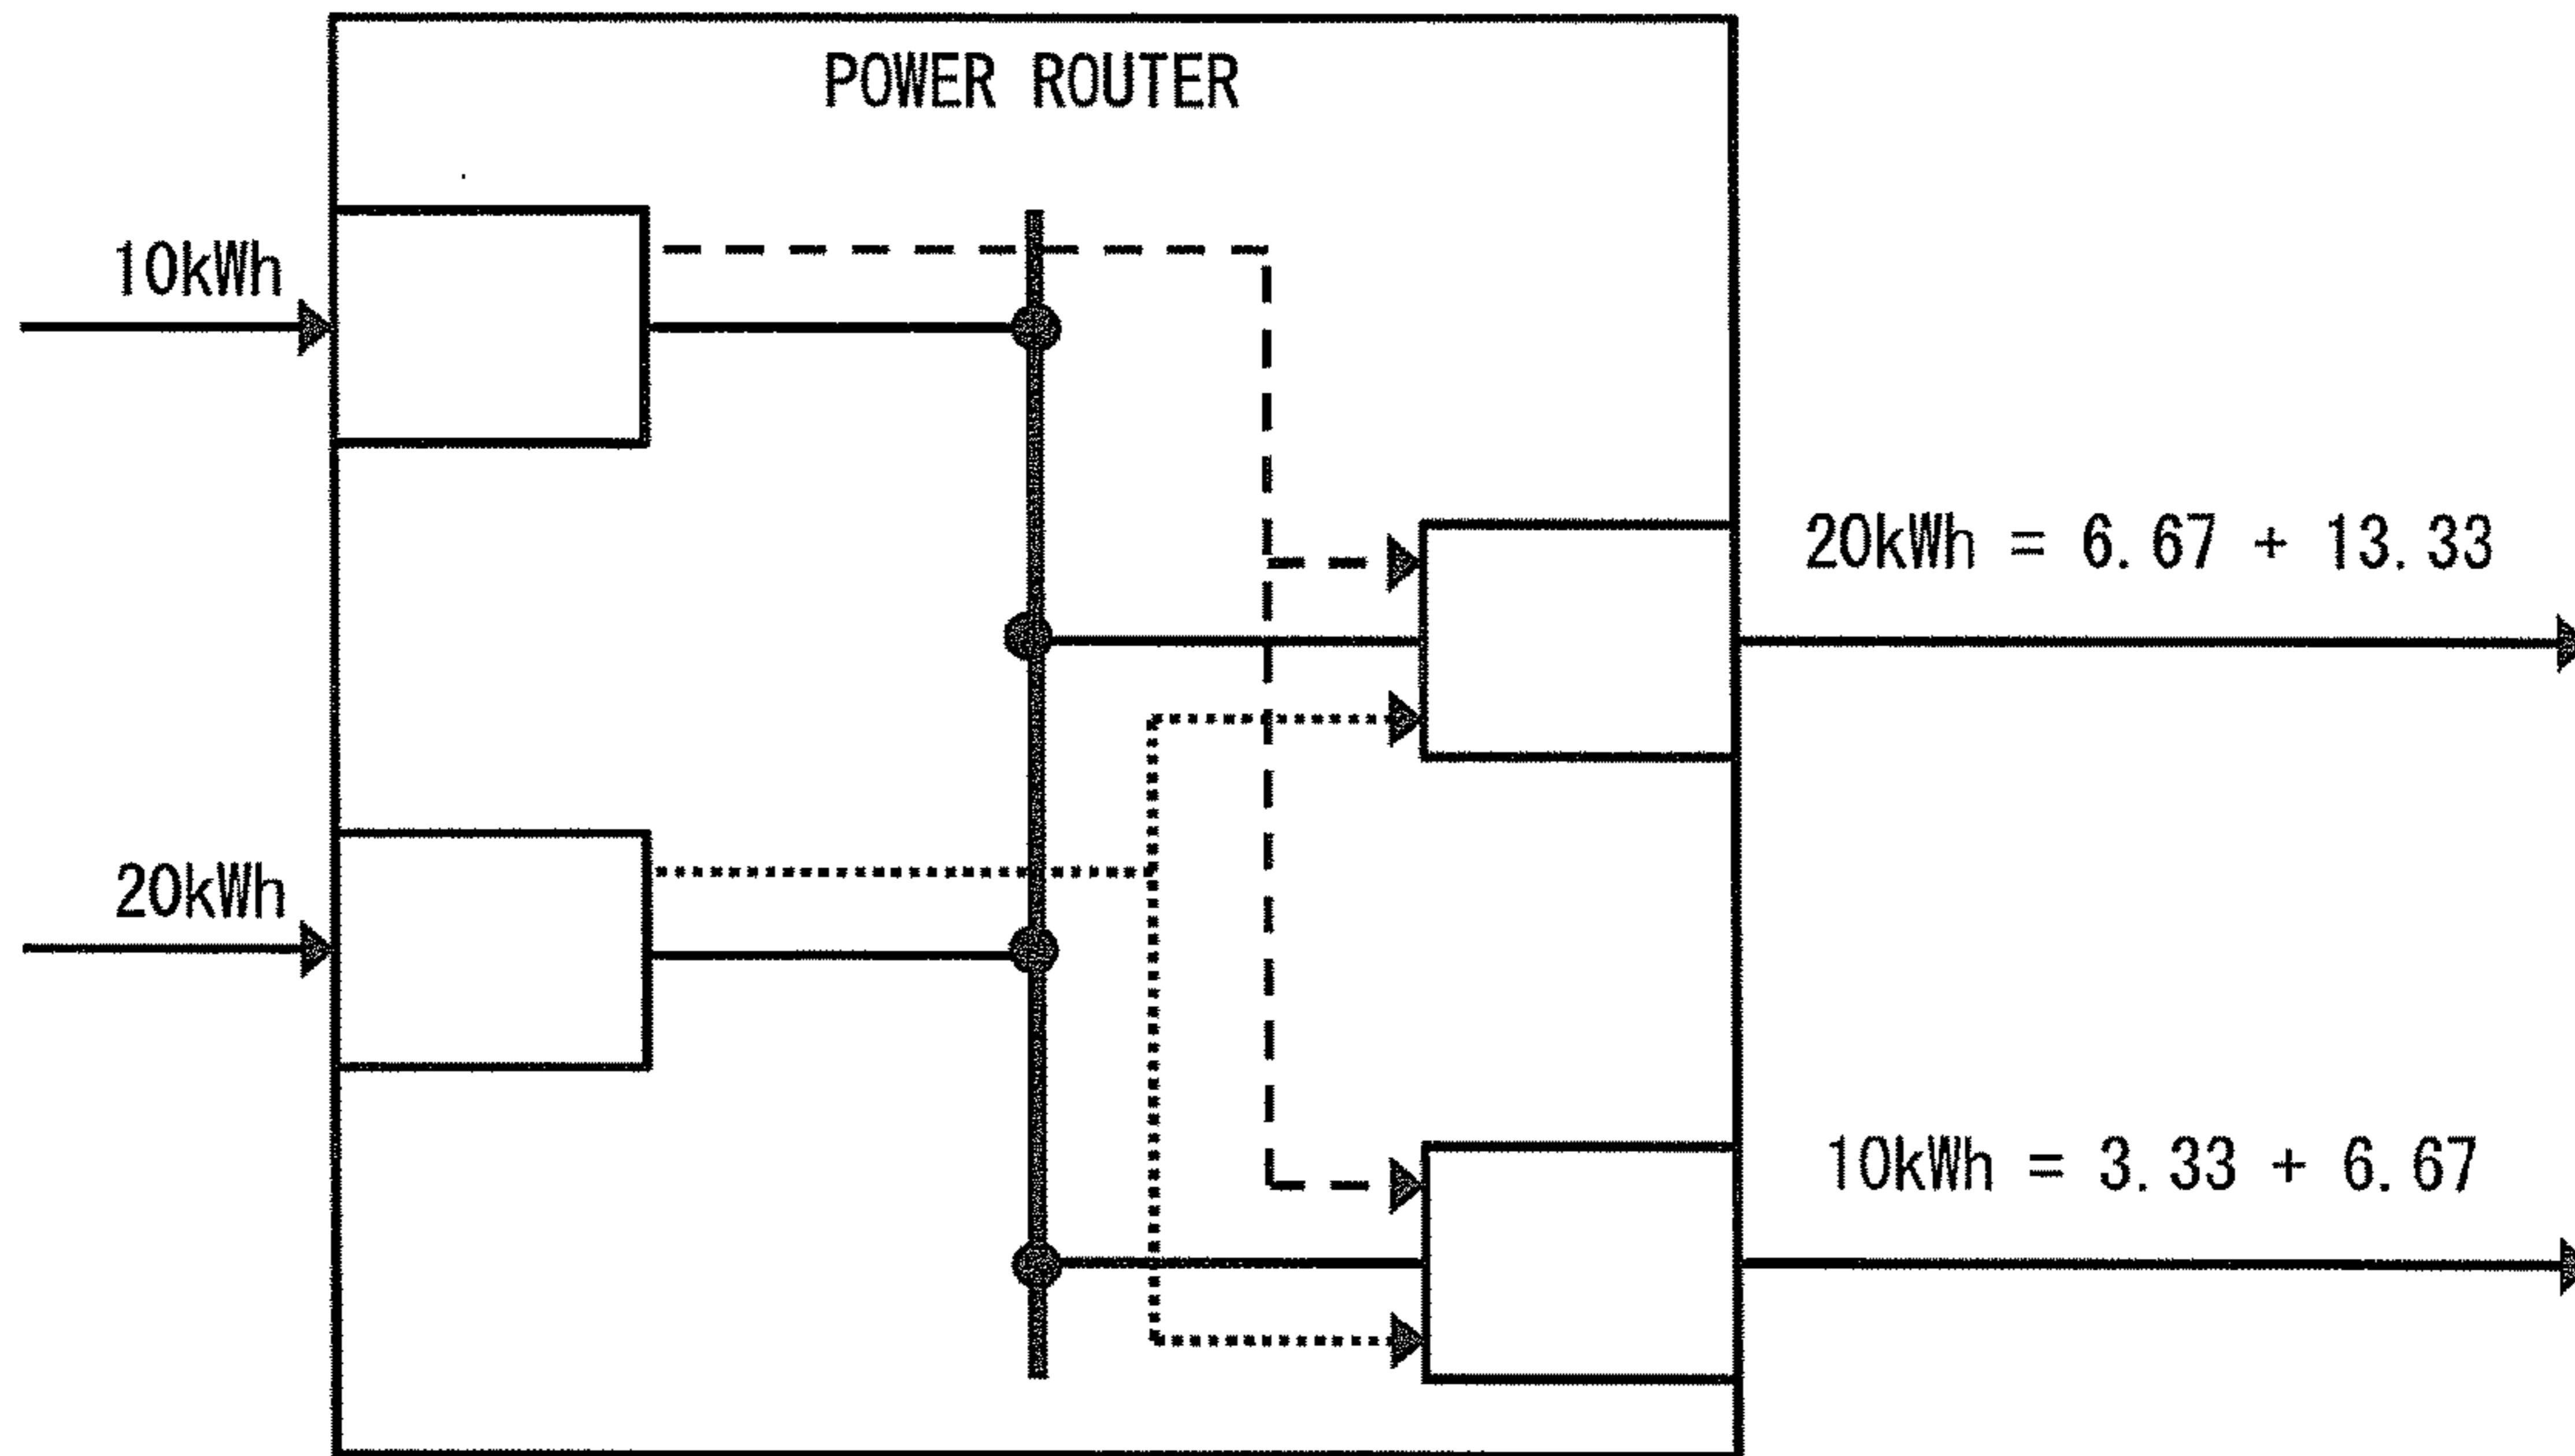 POWER ROUTER
10kWh
20kWh = 6.67 + 13.33
20kWh
10kWh = 3.33 + 6.67